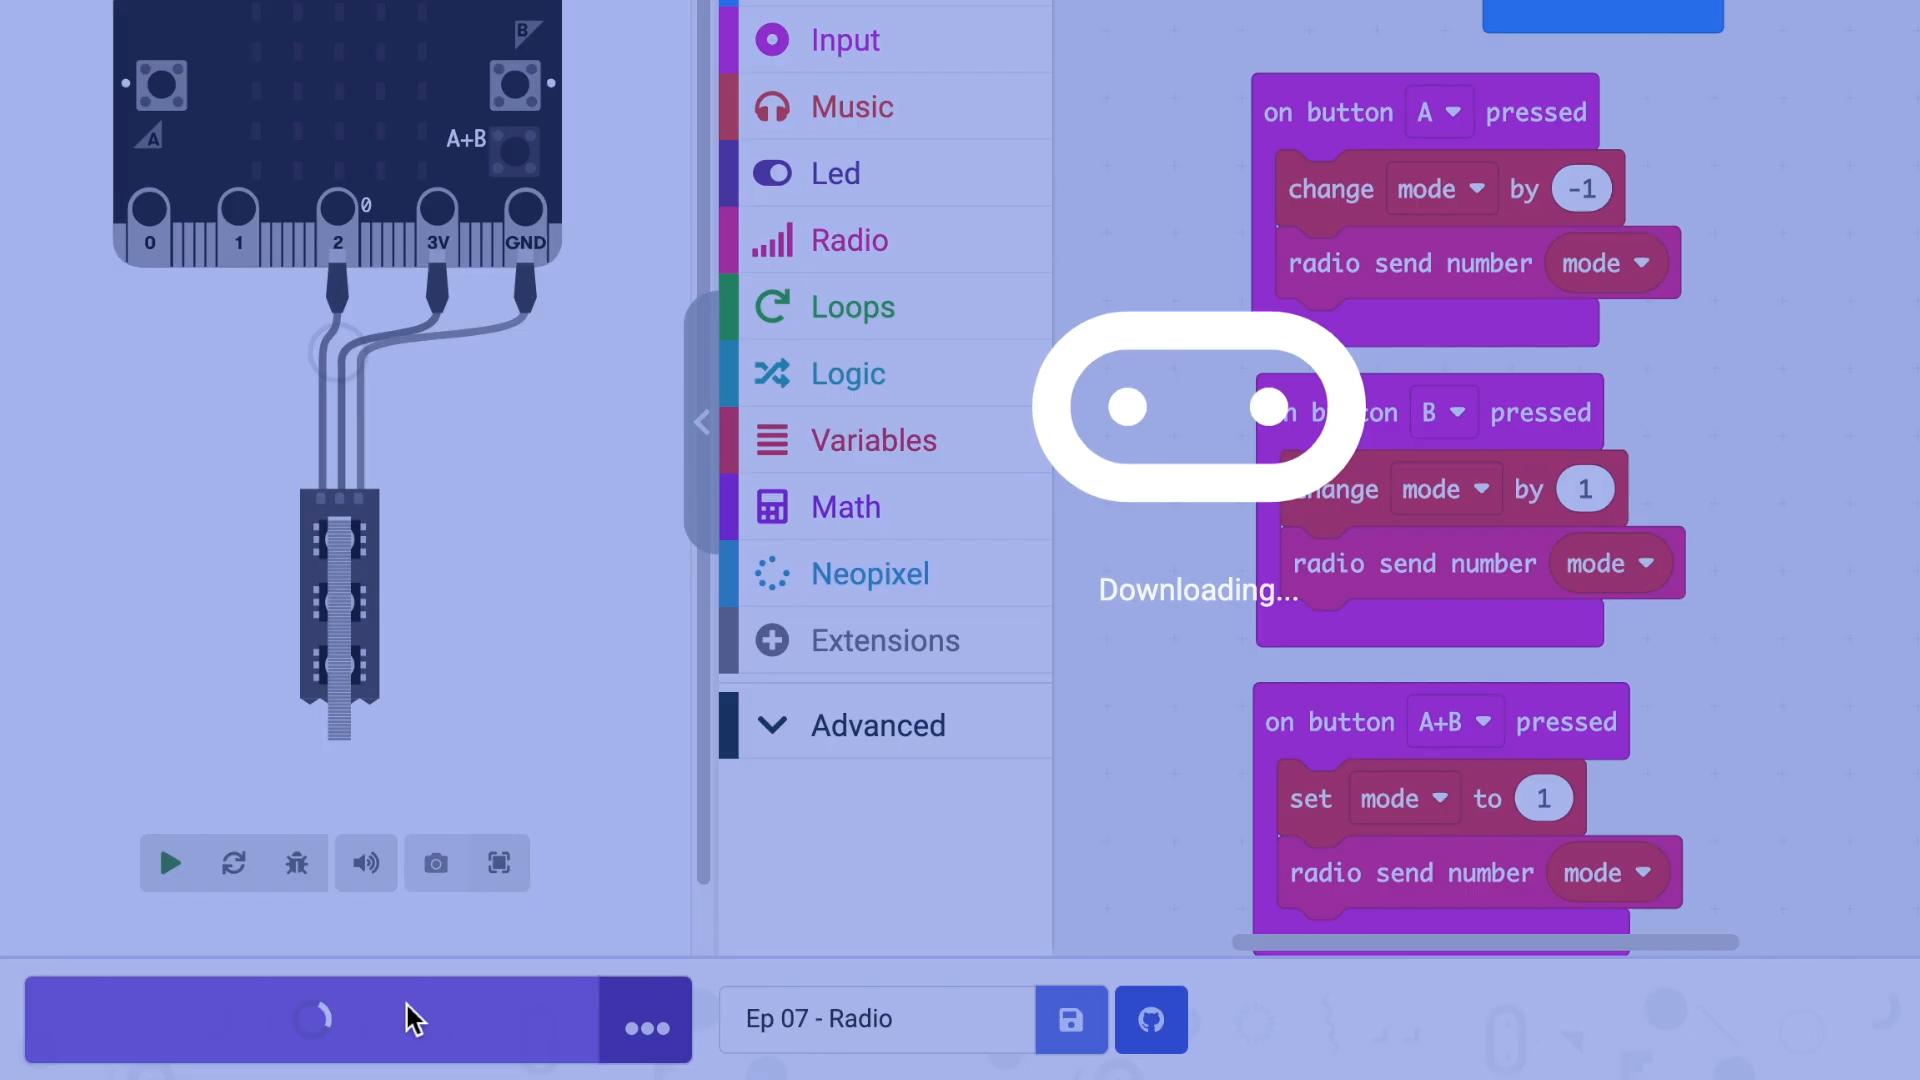 B
A
A+B
0
0
1
2
3V
GND
Input
Music
Led
Radio
Loops
Logic
Variables
Math
Neopixel
Extensions
Advanced
on button A pressed
change mode by -1
radio send number mode
button B pressed
change mode by 1
radio send number mode
Downloading...
on button A+B pressed
set mode to 1
radio send number mode
Ep 07 - Radio